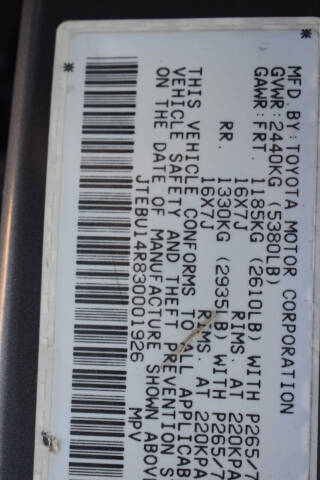 MFD.BY:TOYOTA MOTOR CORPORATION
GVWR:2440KG (5380LB)
GAWR:FRT. 1185KG (2610LB) WITH P265/7
16X7J RIMS, AT 220KPA
RR. 1330KG (2935LB) WITH P265/7
16X7J RIMS, AT 220KPA
THIS VEHICLE CONFORMS TO ALL APPLICAB
VEHICLE SAFETY AND THEFT PREVENTION S
ON THE DATE OF MANUFACTURE SHOWN ABOV
JTEBU14R830001926 MPV